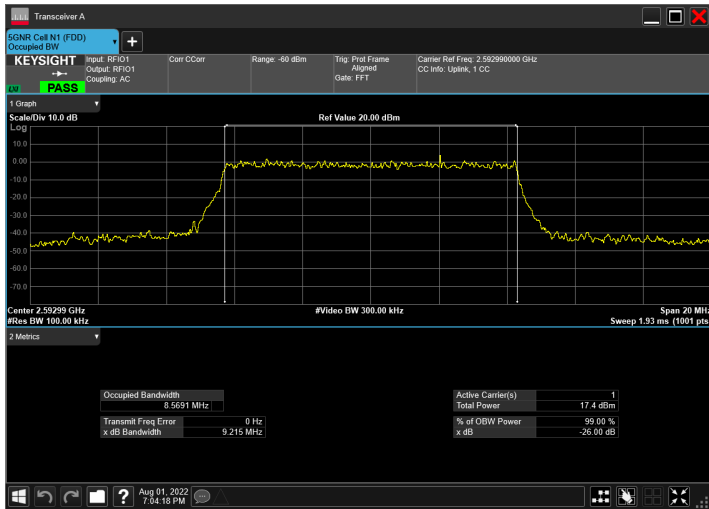 Transceiver A
5GNR Cell N1 (FDD)
Occupied BW
+
KEYSIGHT
LXI
PASS
Input: RFIO1
Output: RFIO1
Coupling: AC
Corr CCorr
Range: -60 dBm
Trig: Prot Frame
Aligned
Gate: FFT
Carrier Ref Freq: 2.592990000 GHz
CC Info: Uplink, 1 CC
1 Graph
Scale/Div 10.0 dB
Ref Value 20.00 dBm
Log
10.0
0.00
-10.0
-20.0
-30.0
-40.0
-50.0
-60.0
-70.0
Center 2.59299 GHz
#Video BW 300.00 kHz
Span 20 MHz
#Res BW 100.00 kHz
Sweep 1.93 ms (1001 pts
2 Metrics
Occupied Bandwidth
8.5691 MHz
Transmit Freq Error 0 Hz
x dB Bandwidth 9.215 MHz
Active Carrier(s) 1
Total Power 17.4 dBm
% of OBW Power 99.00 %
x dB -26.00 dB
?
Aug 01, 2022
7:04:18 PM